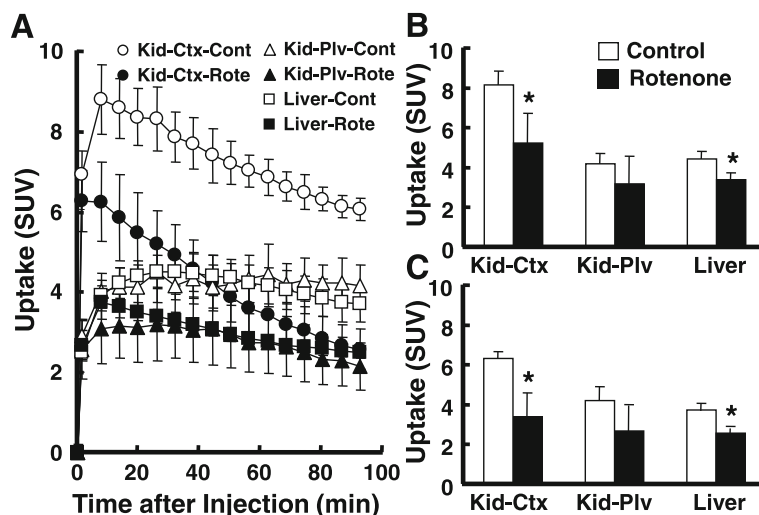 A
Uptake (SUV)
10
8
6
4
2
0
Kid-Ctx-Cont
Kid-Ctx-Rote
Kid-Plv-Cont
Kid-Plv-Rote
Liver-Cont
Liver-Rote
0 20 40 60 80 100
Time after Injection (min)
B
Uptake (SUV)
10
8
6
4
2
0
Control
Rotenone
*
*
Kid-Ctx Kid-Plv Liver
C
Uptake (SUV)
8
6
4
2
0
*
*
Kid-Ctx Kid-Plv Liver